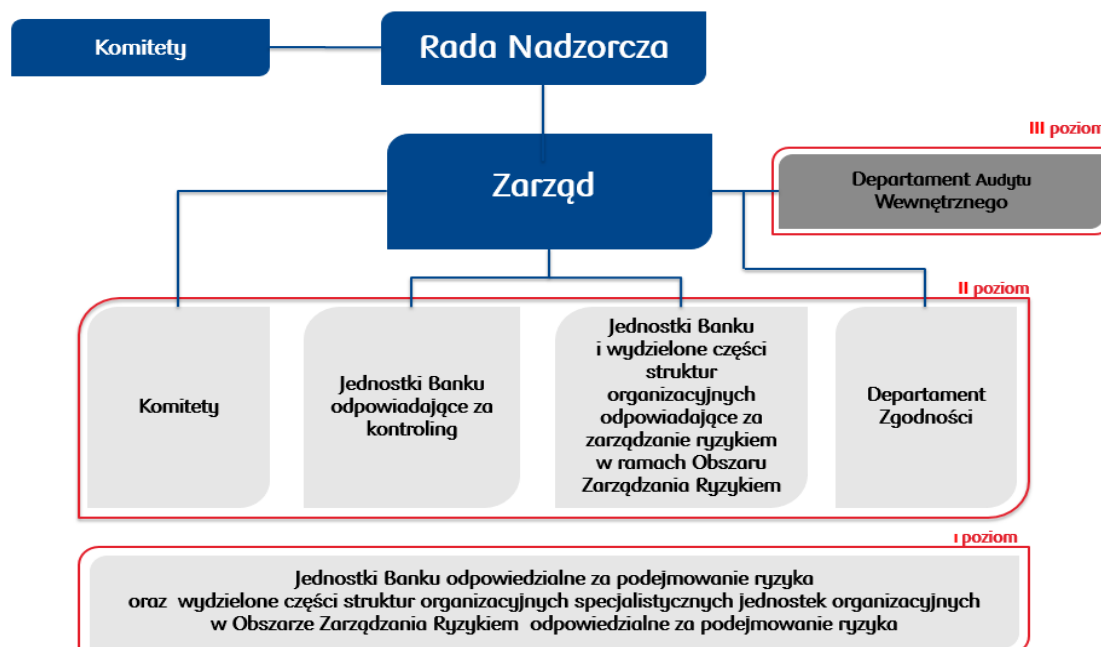 Komitety
Rada Nadzorcza
III poziom
Zarząd
Departament Audytu
Wewnętrznego
II poziom
Komitety
Jednostki Banku
odpowiadające za
kontroling
Jednostki Banku
i wydzielone części
struktur
organizacyjnych
odpowiadające za
zarządzanie ryzykiem
w ramach Obszaru
Zarządzania Ryzykiem
Departament
Zgodności
I poziom
Jednostki Banku odpowiedzialne za podejmowanie ryzyka
oraz wydzielone części struktur organizacyjnych specjalistycznych jednostek organizacyjnych
w Obszarze Zarządzania Ryzykiem odpowiedzialne za podejmowanie ryzyka